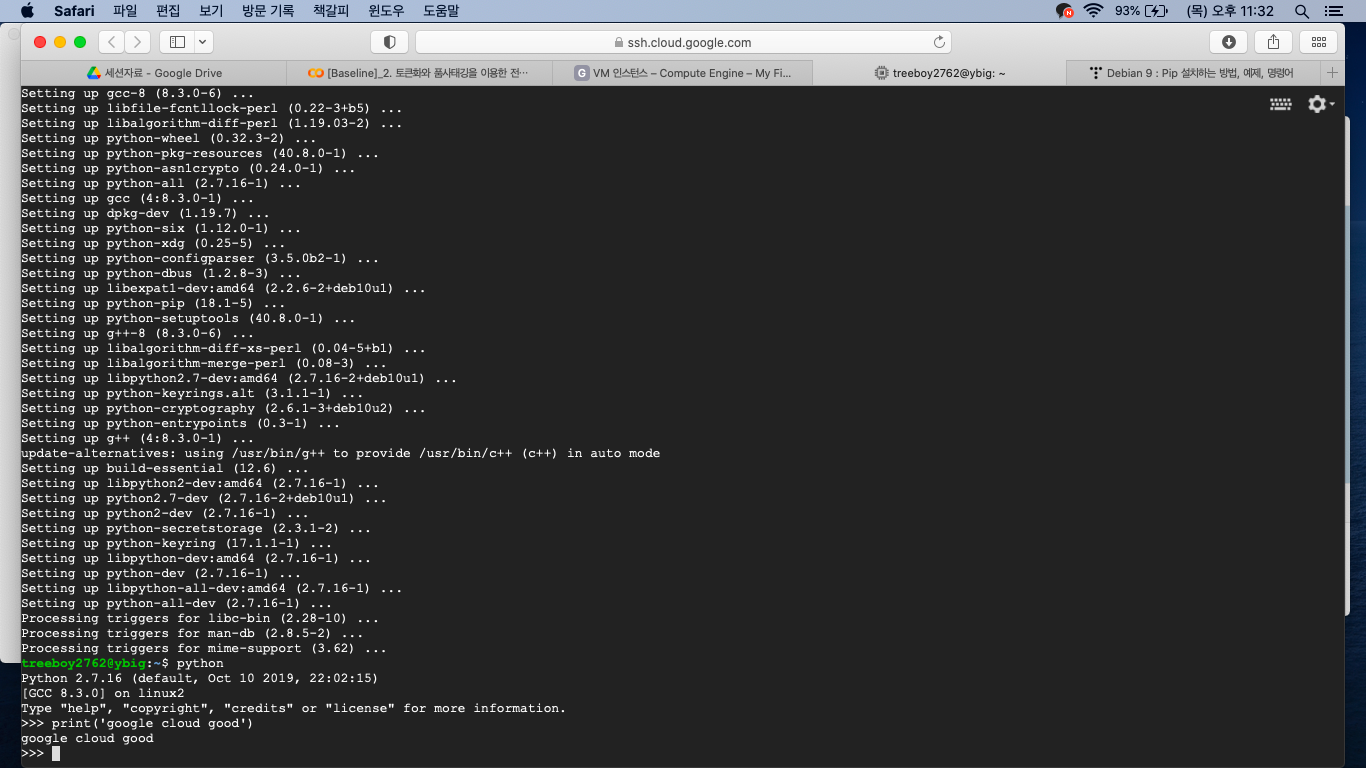 Safari 파일 편집 보기 방문 기록 책갈피 윈도우 도움말 93% (목) 오후 11:32
ssh.cloud.google.com
세션자료 - Google Drive
[Baseline]_2. 토큰화와 품사태깅을 이용한 전···
G VM 인스턴스 – Compute Engine – My Fi...
treeboy2762@ybig: ~
Debian 9 : Pip 설치하는 방법, 예제, 명령어
Setting up gcc-8 (8.3.0-6) ...
Setting up libfile-fcntllock-perl (0.22-3+b5) ...
Setting up libalgorithm-diff-perl (1.19.03-2) ...
Setting up python-wheel (0.32.3-2) ...
Setting up python-pkg-resources (40.8.0-1) ...
Setting up python-asn1crypto (0.24.0-1) ...
Setting up python-all (2.7.16-1) ...
Setting up gcc (4:8.3.0-1) ...
Setting up dpkg-dev (1.19.7) ...
Setting up python-six (1.12.0-1) ...
Setting up python-xdg (0.25-5) ...
Setting up python-configparser (3.5.0b2-1) ...
Setting up python-dbus (1.2.8-3) ...
Setting up libexpat1-dev:amd64 (2.2.6-2+deb10u1) ...
Setting up python-pip (18.1-5) ...
Setting up python-setuptools (40.8.0-1) ...
Setting up g++-8 (8.3.0-6) ...
Setting up libalgorithm-diff-xs-perl (0.04-5+b1) ...
Setting up libalgorithm-merge-perl (0.08-3) ...
Setting up libpython2.7-dev:amd64 (2.7.16-2+deb10u1) ...
Setting up python-keyrings.alt (3.1.1-1) ...
Setting up python-cryptography (2.6.1-3+deb10u2) ...
Setting up python-entrypoints (0.3-1) ...
Setting up g++ (4:8.3.0-1) ...
update-alternatives: using /usr/bin/g++ to provide /usr/bin/c++ (c++) in auto mode
Setting up build-essential (12.6) ...
Setting up libpython2-dev:amd64 (2.7.16-1) ...
Setting up python2.7-dev (2.7.16-2+deb10u1) ...
Setting up python2-dev (2.7.16-1) ...
Setting up python-secretstorage (2.3.1-2) ...
Setting up python-keyring (17.1.1-1) ...
Setting up libpython-dev:amd64 (2.7.16-1) ...
Setting up python-dev (2.7.16-1) ...
Setting up libpython-all-dev:amd64 (2.7.16-1) ...
Setting up python-all-dev (2.7.16-1) ...
Processing triggers for libc-bin (2.28-10) ...
Processing triggers for man-db (2.8.5-2) ...
Processing triggers for mime-support (3.62) ...
treeboy2762@ybig:~$ python
Python 2.7.16 (default, Oct 10 2019, 22:02:15)
[GCC 8.3.0] on linux2
Type "help", "copyright", "credits" or "license" for more information.
>>> print('google cloud good')
google cloud good
>>>